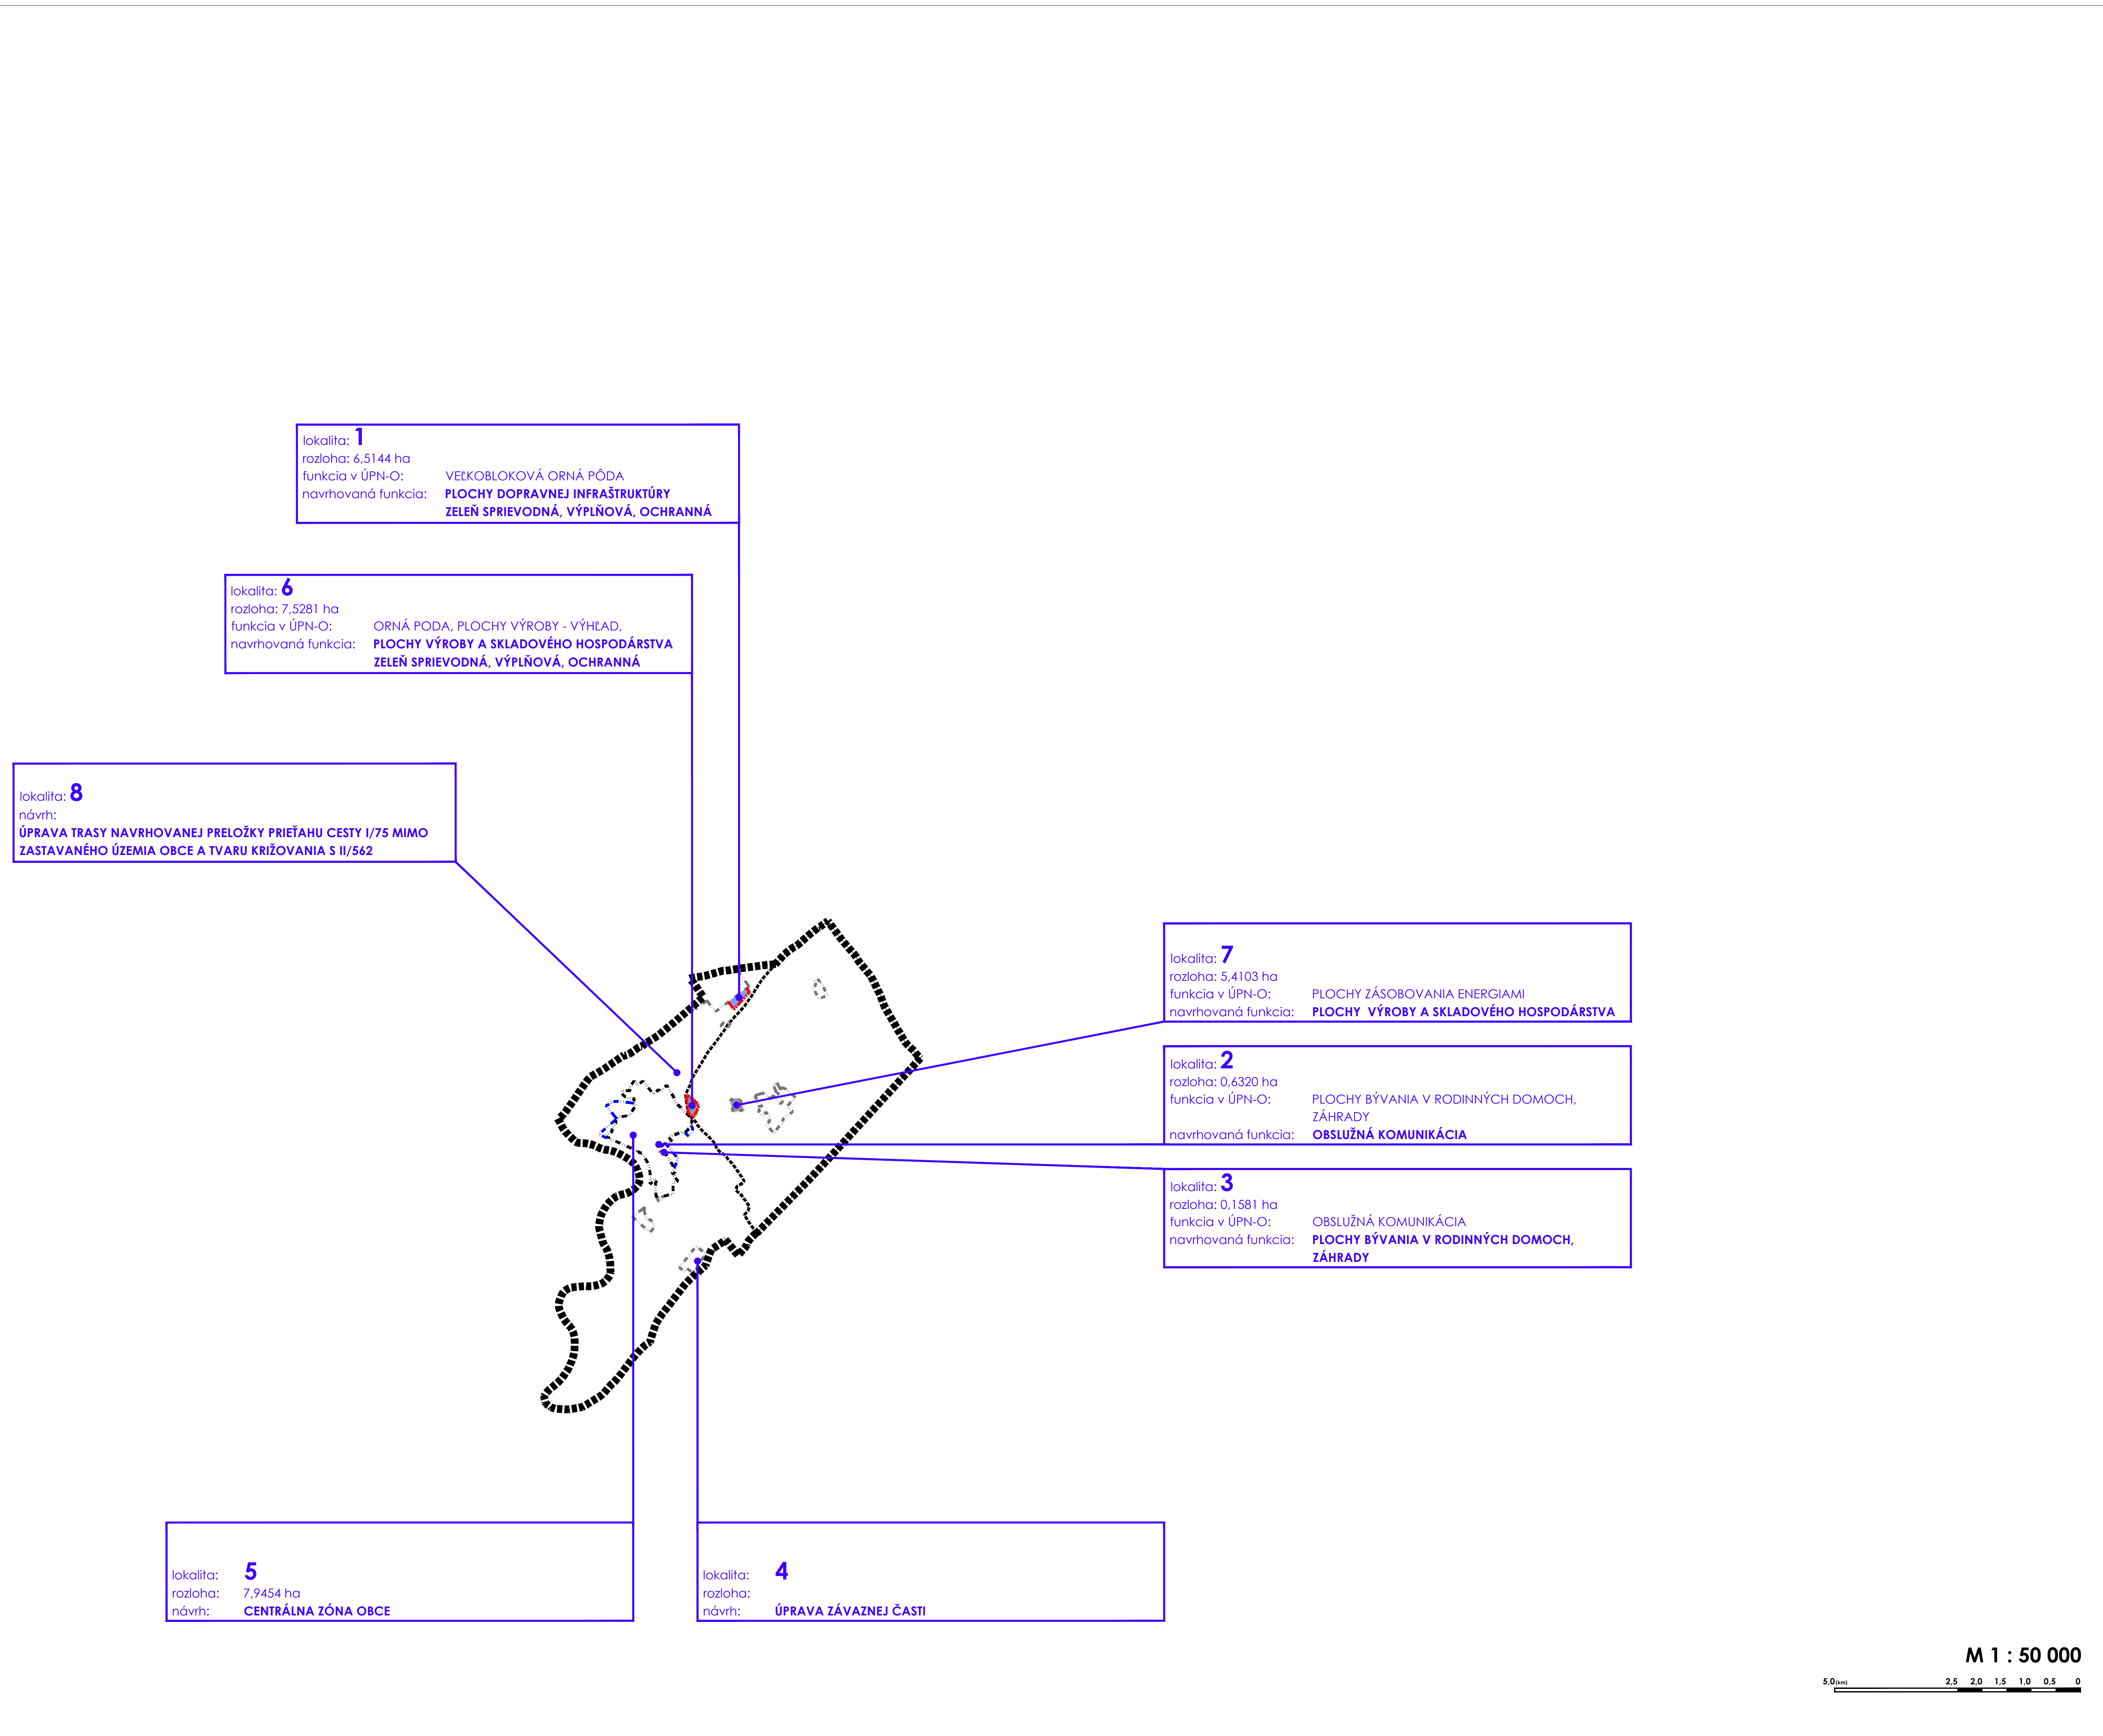 lokalita: 1
rozloha: 6,5144 ha
funkcia v ÚPN-O: VEĽKOBLOKOVÁ ORNÁ PÔDA
navrhovaná funkcia: PLOCHY DOPRAVNEJ INFRAŠTRUKTÚRY
ZELEŇ SPRIEVODNÁ, VÝPLŇOVÁ, OCHRANNÁ
lokalita: 6
rozloha: 7,5281 ha
funkcia v ÚPN-O: ORNÁ PODA, PLOCHY VÝROBY - VÝHĽAD,
navrhovaná funkcia: PLOCHY VÝROBY A SKLADOVÉHO HOSPODÁRSTVA
ZELEŇ SPRIEVODNÁ, VÝPLŇOVÁ, OCHRANNÁ
lokalita: 8
návrh:
ÚPRAVA TRASY NAVRHOVANEJ PRELOŽKY PRIEŤAHU CESTY I/75 MIMO
ZASTAVANÉHO ÚZEMIA OBCE A TVARU KRIŽOVANIA S II/562
lokalita: 7
rozloha: 5,4103 ha
funkcia v ÚPN-O: PLOCHY ZÁSOBOVANIA ENERGIAMI
navrhovaná funkcia: PLOCHY VÝROBY A SKLADOVÉHO HOSPODÁRSTVA
lokalita: 2
rozloha: 0,6320 ha
funkcia v ÚPN-O: PLOCHY BÝVANIA V RODINNÝCH DOMOCH,
ZÁHRADY
navrhovaná funkcia: OBSLUŽNÁ KOMUNIKÁCIA
lokalita: 3
rozloha: 0,1581 ha
funkcia v ÚPN-O: OBSLUŽNÁ KOMUNIKÁCIA
navrhovaná funkcia: PLOCHY BÝVANIA V RODINNÝCH DOMOCH,
ZÁHRADY
lokalita: 5
rozloha: 7,9454 ha
návrh: CENTRÁLNA ZÓNA OBCE
lokalita: 4
rozloha:
návrh: ÚPRAVA ZÁVAZNEJ ČASTI
M 1 : 50 000
5,0(km) 2,5 2,0 1,5 1,0 0,5 0